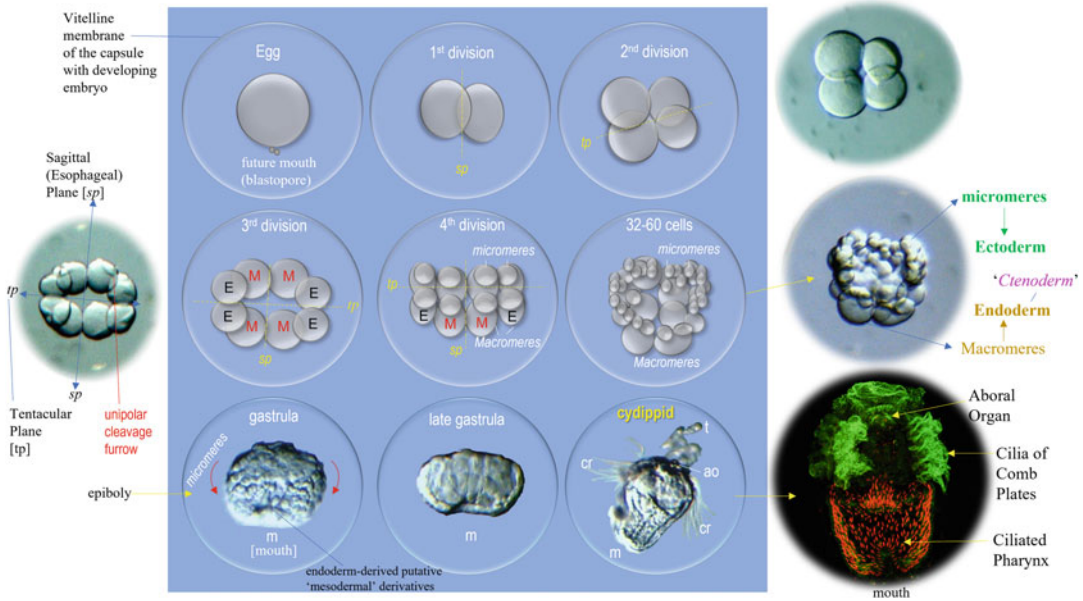 Vitelline
membrane
of the capsule
with developing
embryo
Egg
future mouth
(blastopore)
1st division
sp
2nd division
tp
Sagittal
(Esophageal)
Plane [sp]
tp
sp
Tentacular
Plane
[tp]
unipolar
cleavage
furrow
3rd division
E M M E
tp
E M M E
sp
4th division
micromeres
tp
E M M E
sp
Macromeres
32-60 cells
micromeres
Macromeres
micromeres
Ectoderm
'Ctenoderm'
Endoderm
Macromeres
epiboly
gastrula
micromeres
m
[mouth]
endoderm-derived putative
'mesodermal' derivatives
late gastrula
m
cydippid
t
cr
ao
cr
m
Aboral
Organ
Cilia of
Comb
Plates
Ciliated
Pharynx
mouth